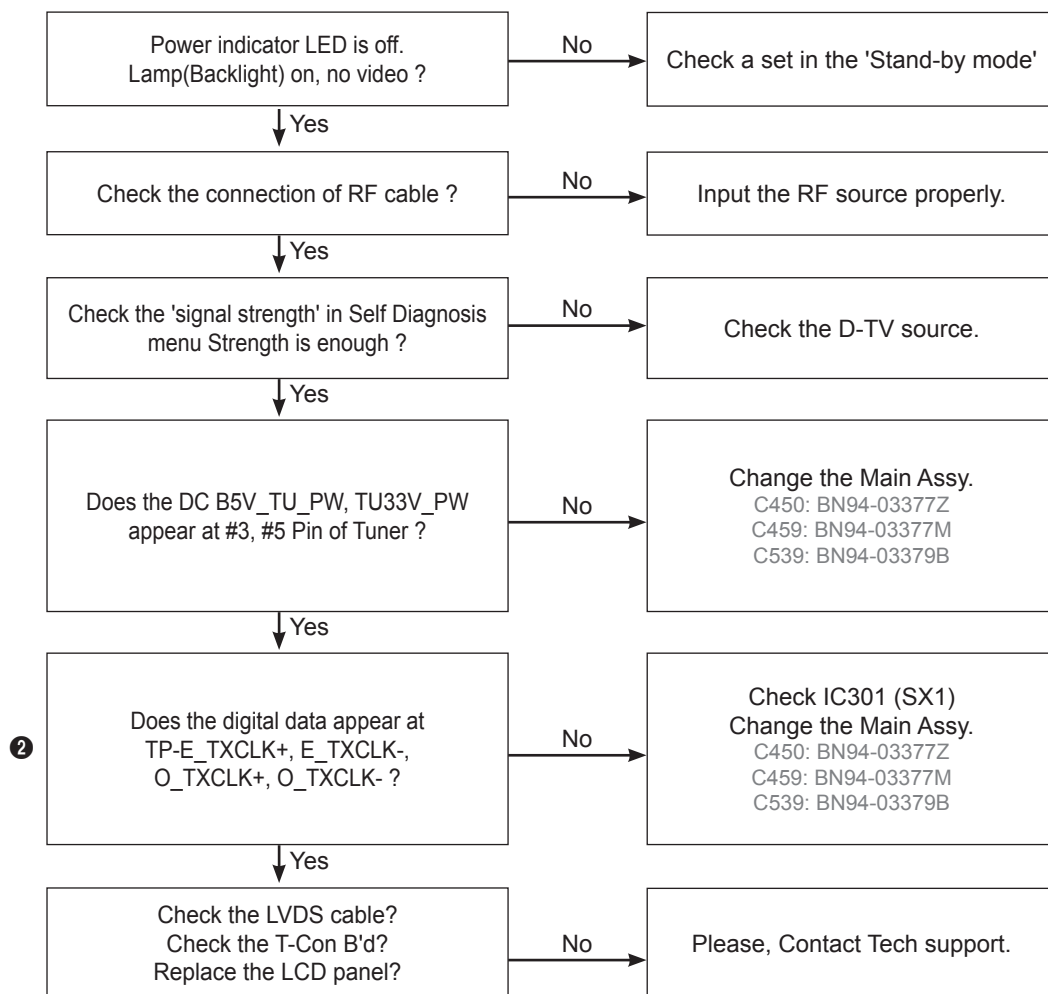 Power indicator LED is off.
Lamp(Backlight) on, no video ?
No
Check a set in the 'Stand-by mode'
Yes
Check the connection of RF cable ?
No
Input the RF source properly.
Yes
Check the 'signal strength' in Self Diagnosis
menu Strength is enough ?
No
Check the D-TV source.
Yes
Does the DC B5V_TU_PW, TU33V_PW
appear at #3, #5 Pin of Tuner ?
No
Change the Main Assy.
C450: BN94-03377Z
C459: BN94-03377M
C539: BN94-03379B
Yes
❷
Does the digital data appear at
TP-E_TXCLK+, E_TXCLK-,
O_TXCLK+, O_TXCLK- ?
No
Check IC301 (SX1)
Change the Main Assy.
C450: BN94-03377Z
C459: BN94-03377M
C539: BN94-03379B
Yes
Check the LVDS cable?
Check the T-Con B'd?
Replace the LCD panel?
No
Please, Contact Tech support.